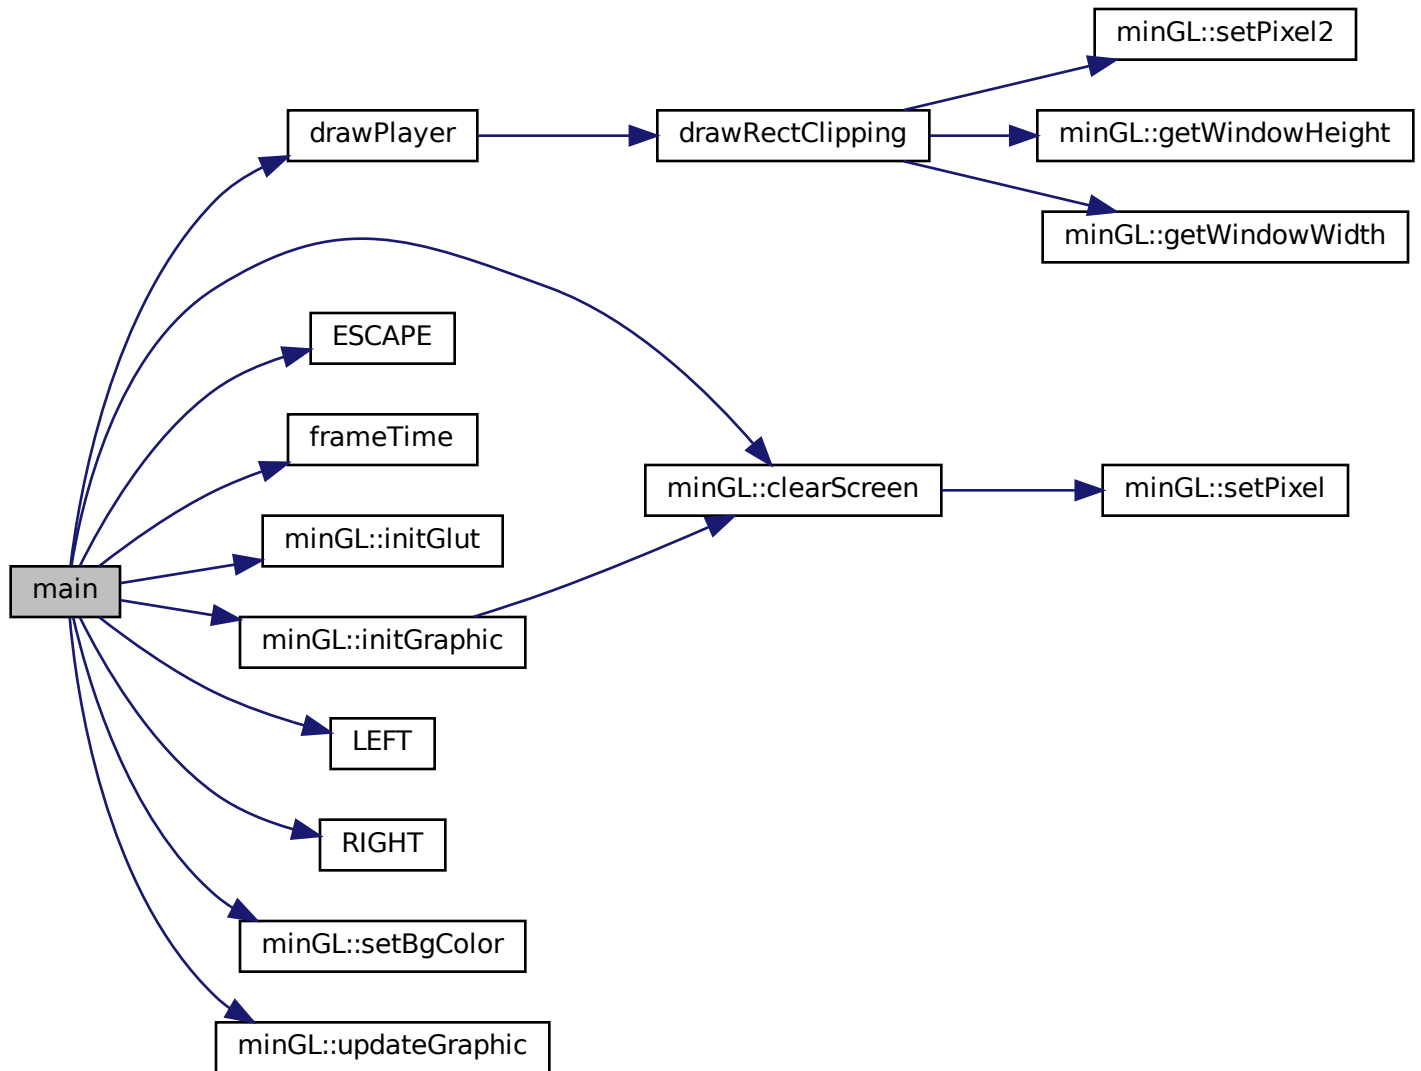 minGL::setPixel2
drawPlayer
drawRectClipping
minGL::getWindowHeight
minGL::getWindowWidth
ESCAPE
frameTime
minGL::clearScreen
minGL::setPixel
minGL::initGlut
main
minGL::initGraphic
LEFT
RIGHT
minGL::setBgColor
minGL::updateGraphic